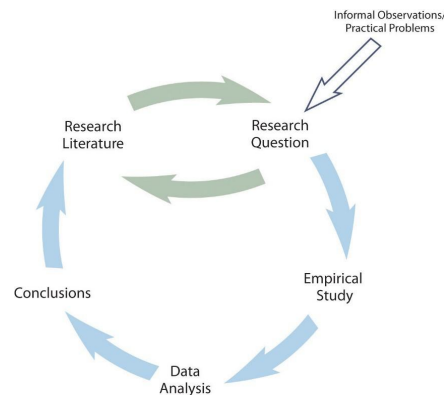 Informal Observations/
Practical Problems
Research
Literature
Research
Question
Empirical
Study
Data
Analysis
Conclusions